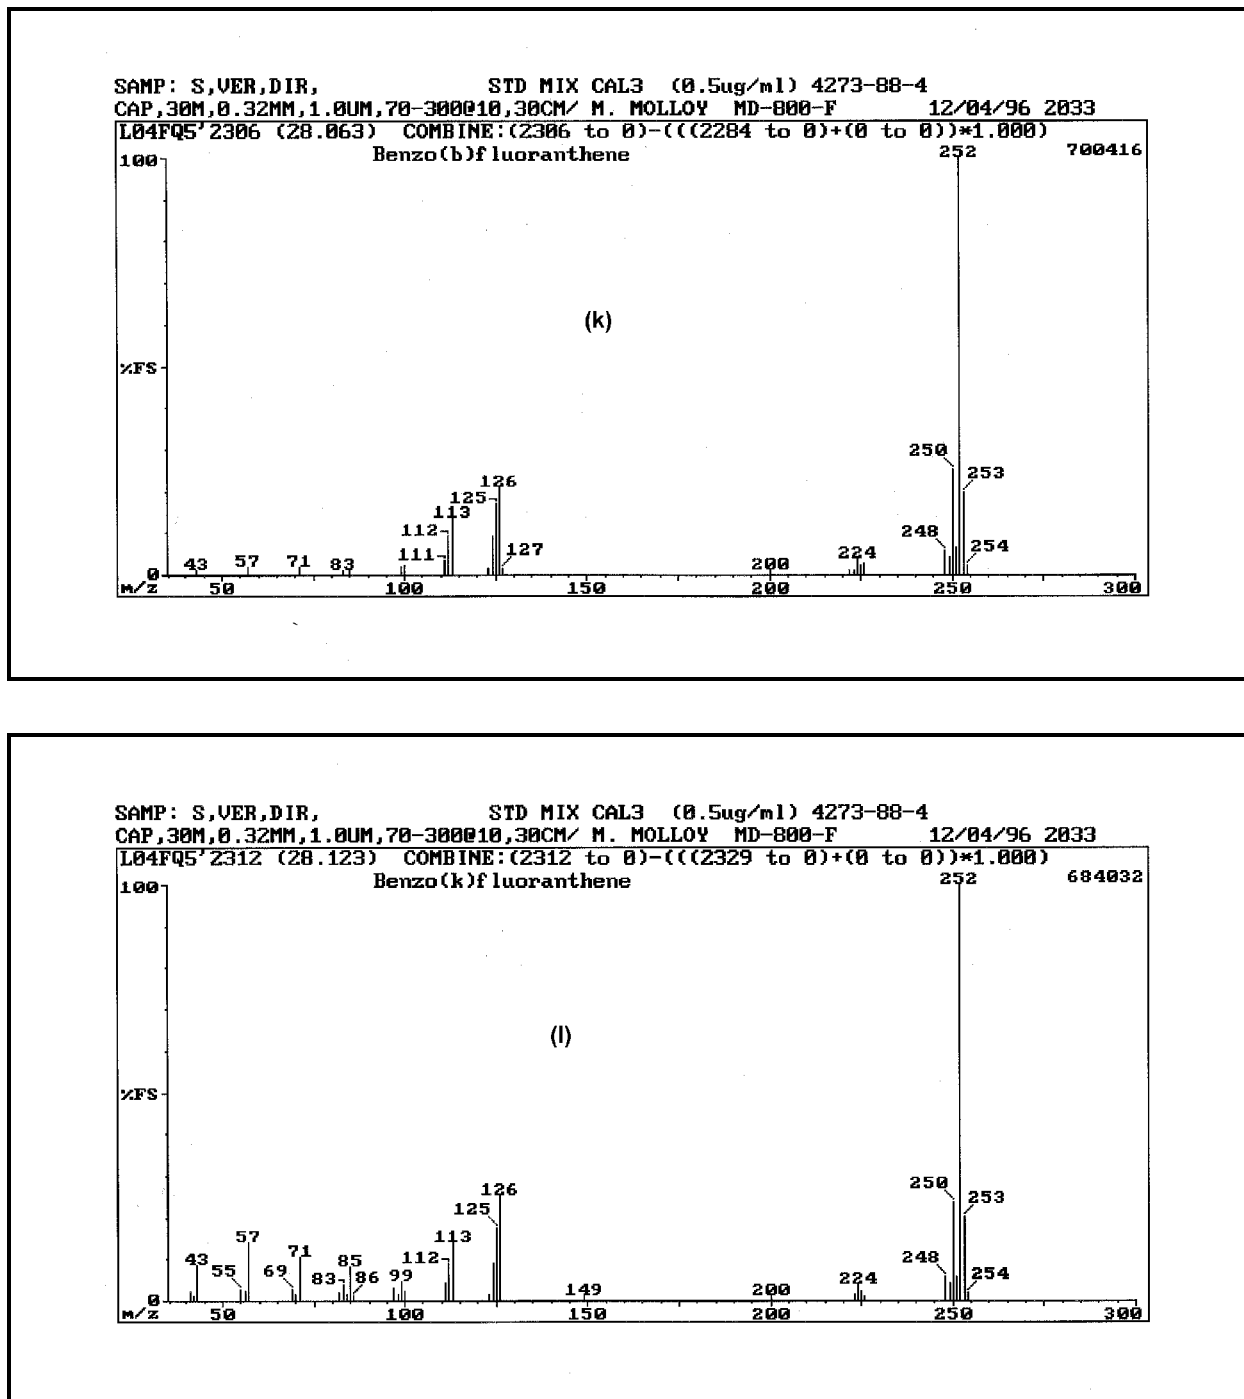 SAMP: S,VER,DIR, STD MIX CAL3 (0.5ug/ml) 4273-88-4
CAP,30M,0.32MM,1.0UM,70-300@10,30CM/ M. MOLLOY MD-800-F 12/04/96 2033
L04FQ5'2306 (28.063) COMBINE:(2306 to 0)-(((2284 to 0)+(0 to 0))*1.000)
100 Benzo(b)fluoranthene 252 700416
(k)
%FS
250
253
126
125
113
112
248
254
111
127
224
43 57 71 83 200
0
m/z 50 100 150 200 250 300
SAMP: S,VER,DIR, STD MIX CAL3 (0.5ug/ml) 4273-88-4
CAP,30M,0.32MM,1.0UM,70-300@10,30CM/ M. MOLLOY MD-800-F 12/04/96 2033
L04FQ5'2312 (28.123) COMBINE:(2312 to 0)-(((2329 to 0)+(0 to 0))*1.000)
100 Benzo(k)fluoranthene 252 684032
(l)
%FS
250
126
253
125
57 113
71
43 85 112 248
55 69 83 86 99 224 254
149 200
0
m/z 50 100 150 200 250 300